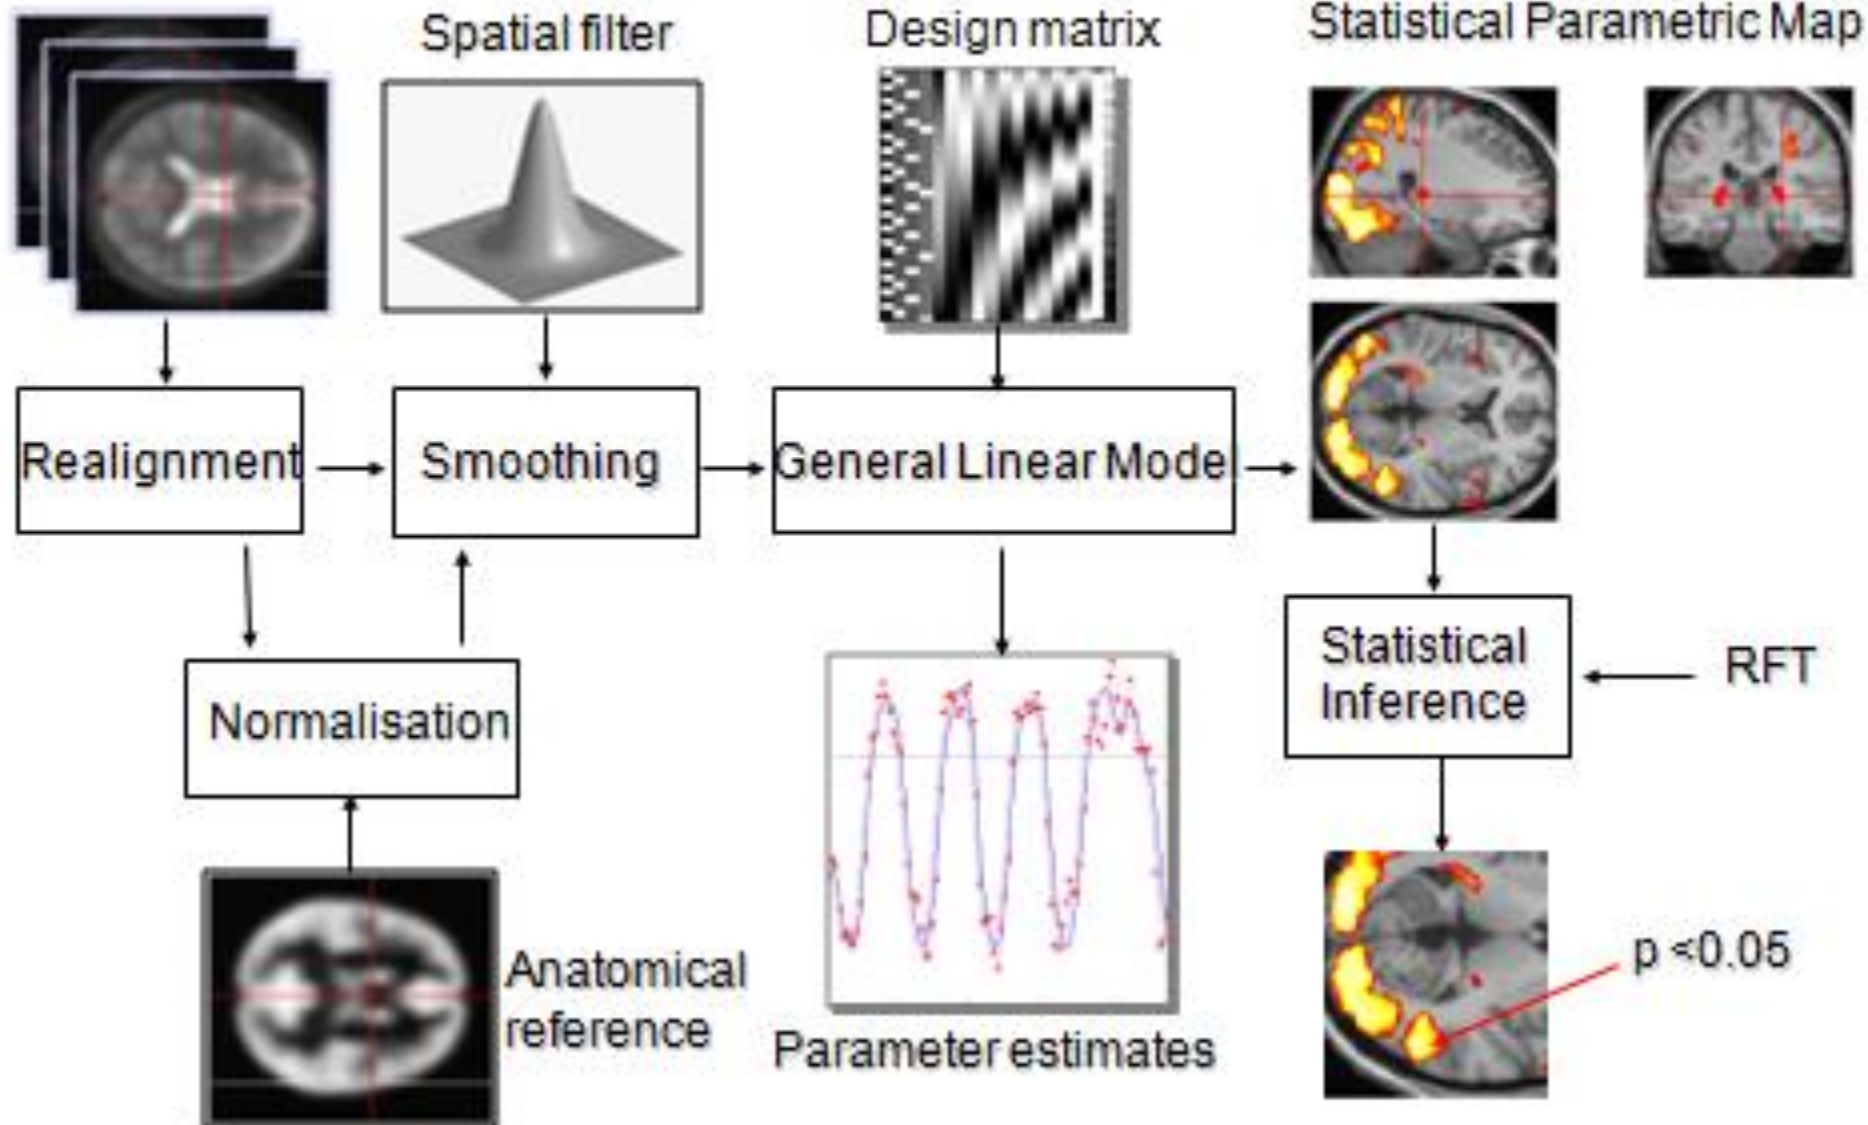 Spatial filter
Design matrix
Statistical Parametric Map
Realignment
Smoothing
General Linear Model
Normalisation
Statistical
Inference
RFT
Anatomical
reference
Parameter estimates
p <0.05